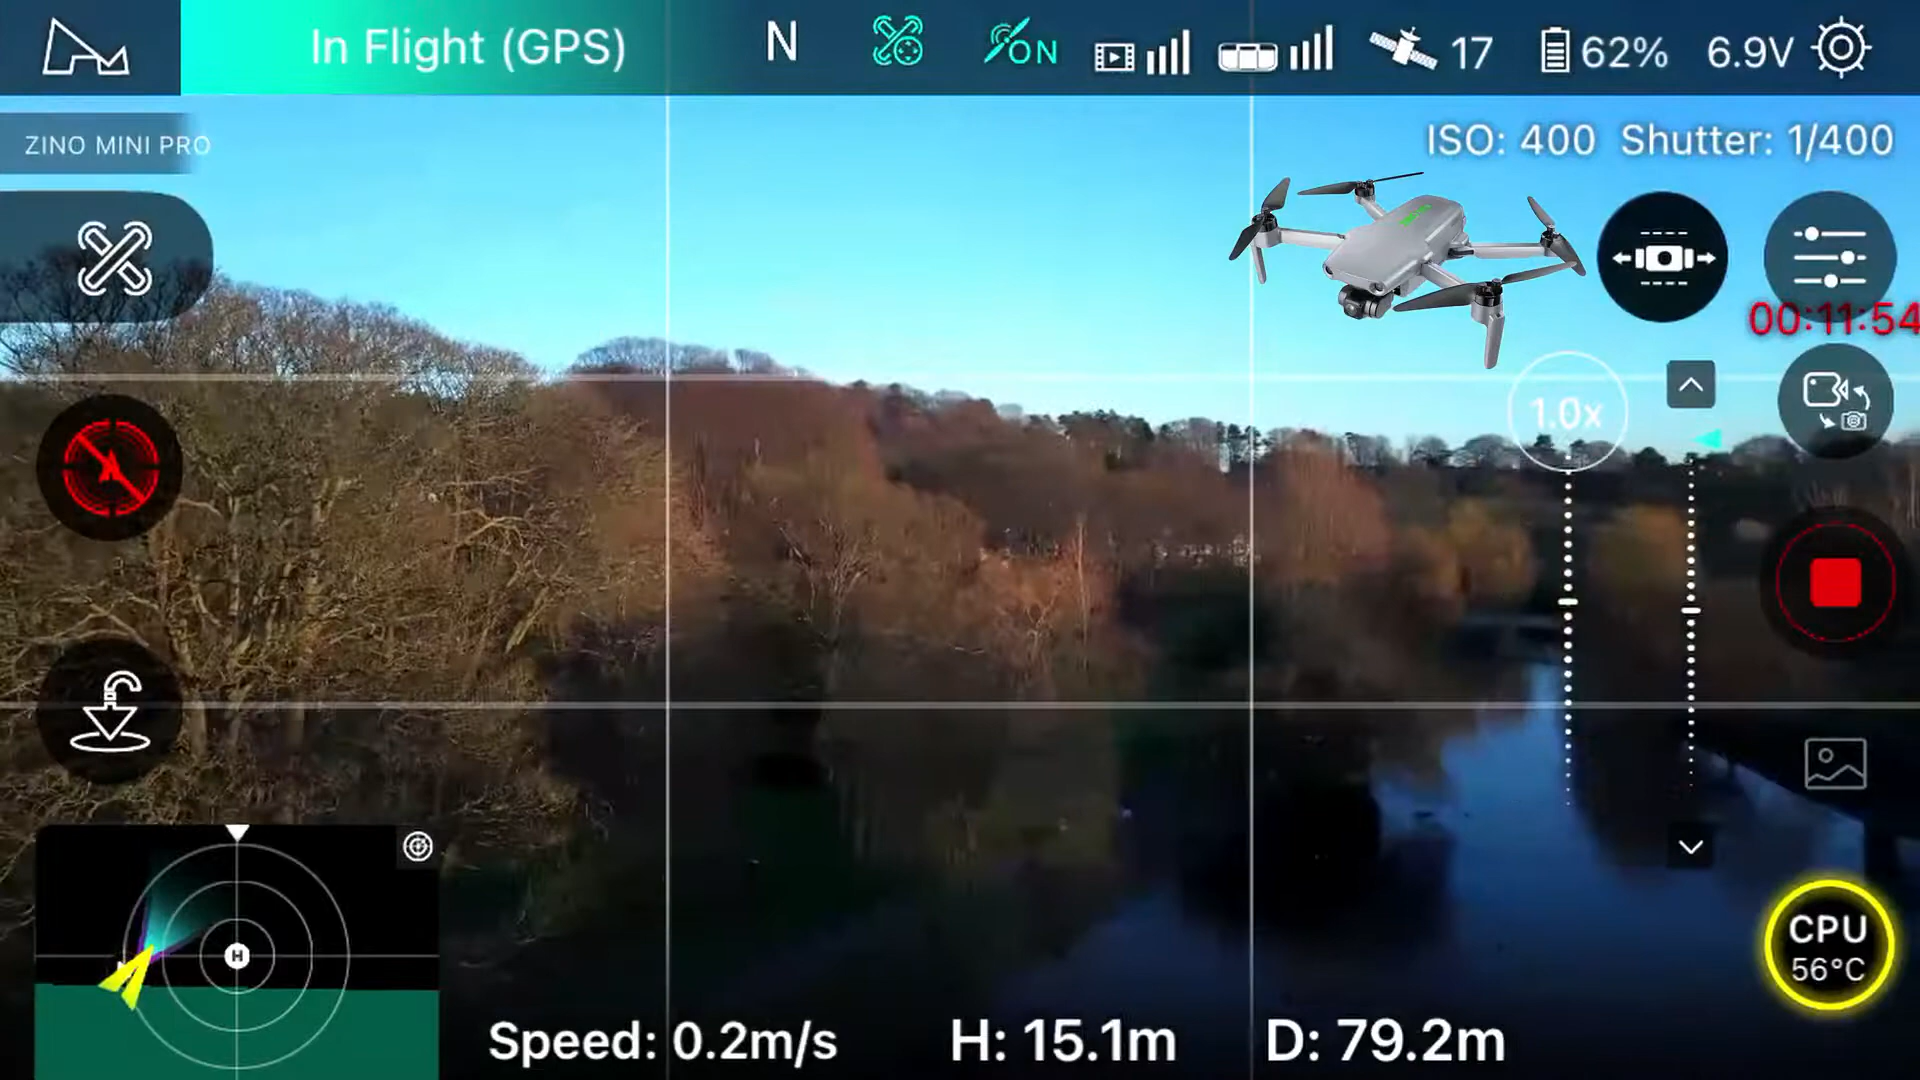 In Flight (GPS)
N
ON
17
62%
6.9V
ZINO MINI PRO
ISO: 400 Shutter: 1/400
00:11:54
1.0x
H
CPU
56°C
Speed: 0.2m/s
H: 15.1m
D: 79.2m